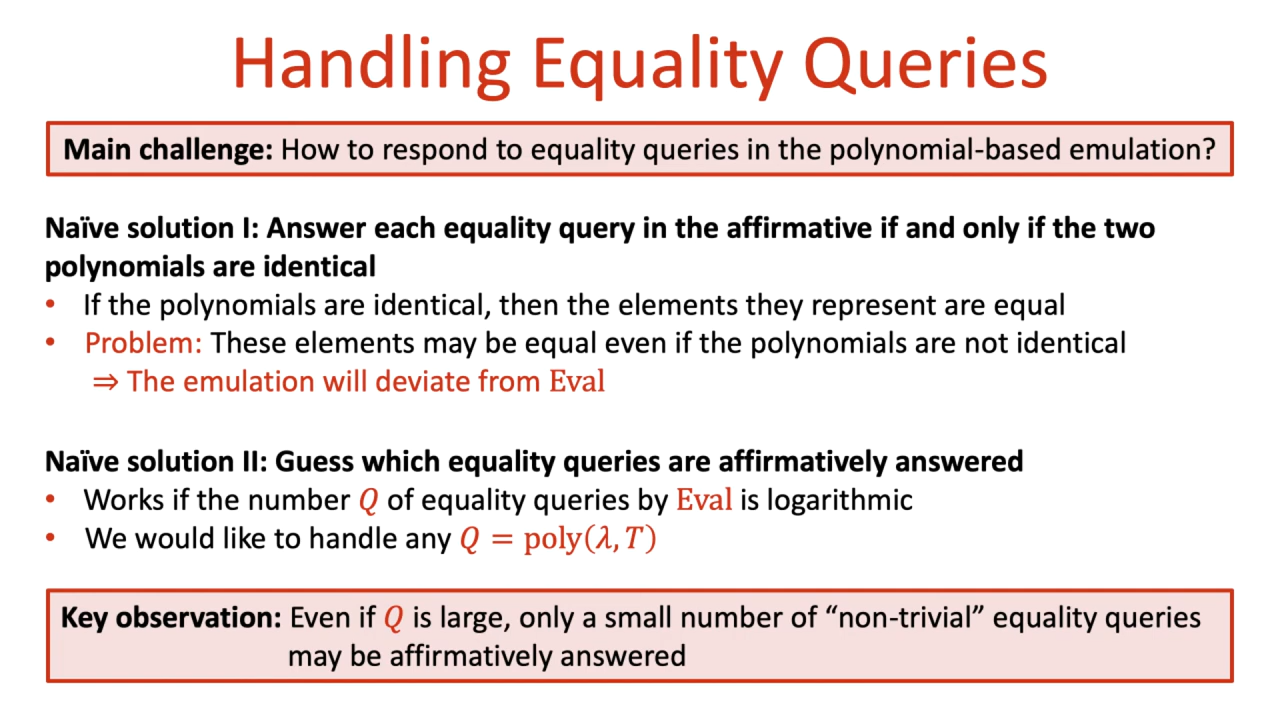 Handling Equality Queries
Main challenge: How to respond to equality queries in the polynomial-based emulation?
Naïve solution I: Answer each equality query in the affirmative if and only if the two
polynomials are identical
• If the polynomials are identical, then the elements they represent are equal
• Problem: These elements may be equal even if the polynomials are not identical
⇒ The emulation will deviate from Eval
Naïve solution II: Guess which equality queries are affirmatively answered
• Works if the number Q of equality queries by Eval is logarithmic
• We would like to handle any Q = poly(λ, T)
Key observation: Even if Q is large, only a small number of “non-trivial” equality queries
may be affirmatively answered